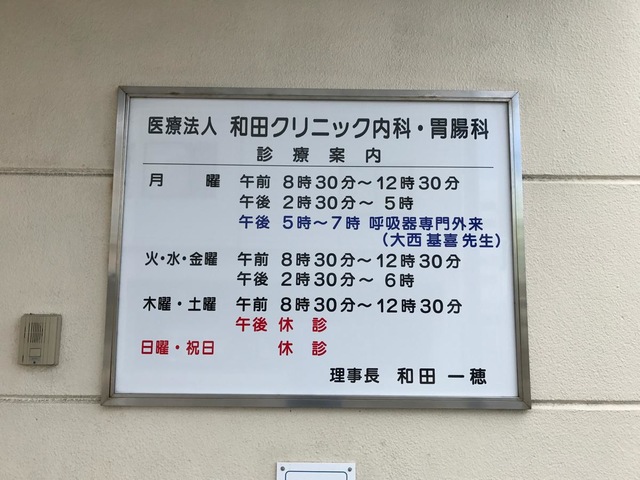 医療法人 和田クリニック内科・胃腸科
診療案内
月曜 午前 8時30分～12時30分
午後 2時30分～ 5時
午後 5時～7時 呼吸器専門外来
（大西 基喜 先生）
火・水・金曜 午前 8時30分～12時30分
午後 2時30分～ 6時
木曜・土曜 午前 8時30分～12時30分
午後 休診
日曜・祝日 休診
理事長 和田 一穂